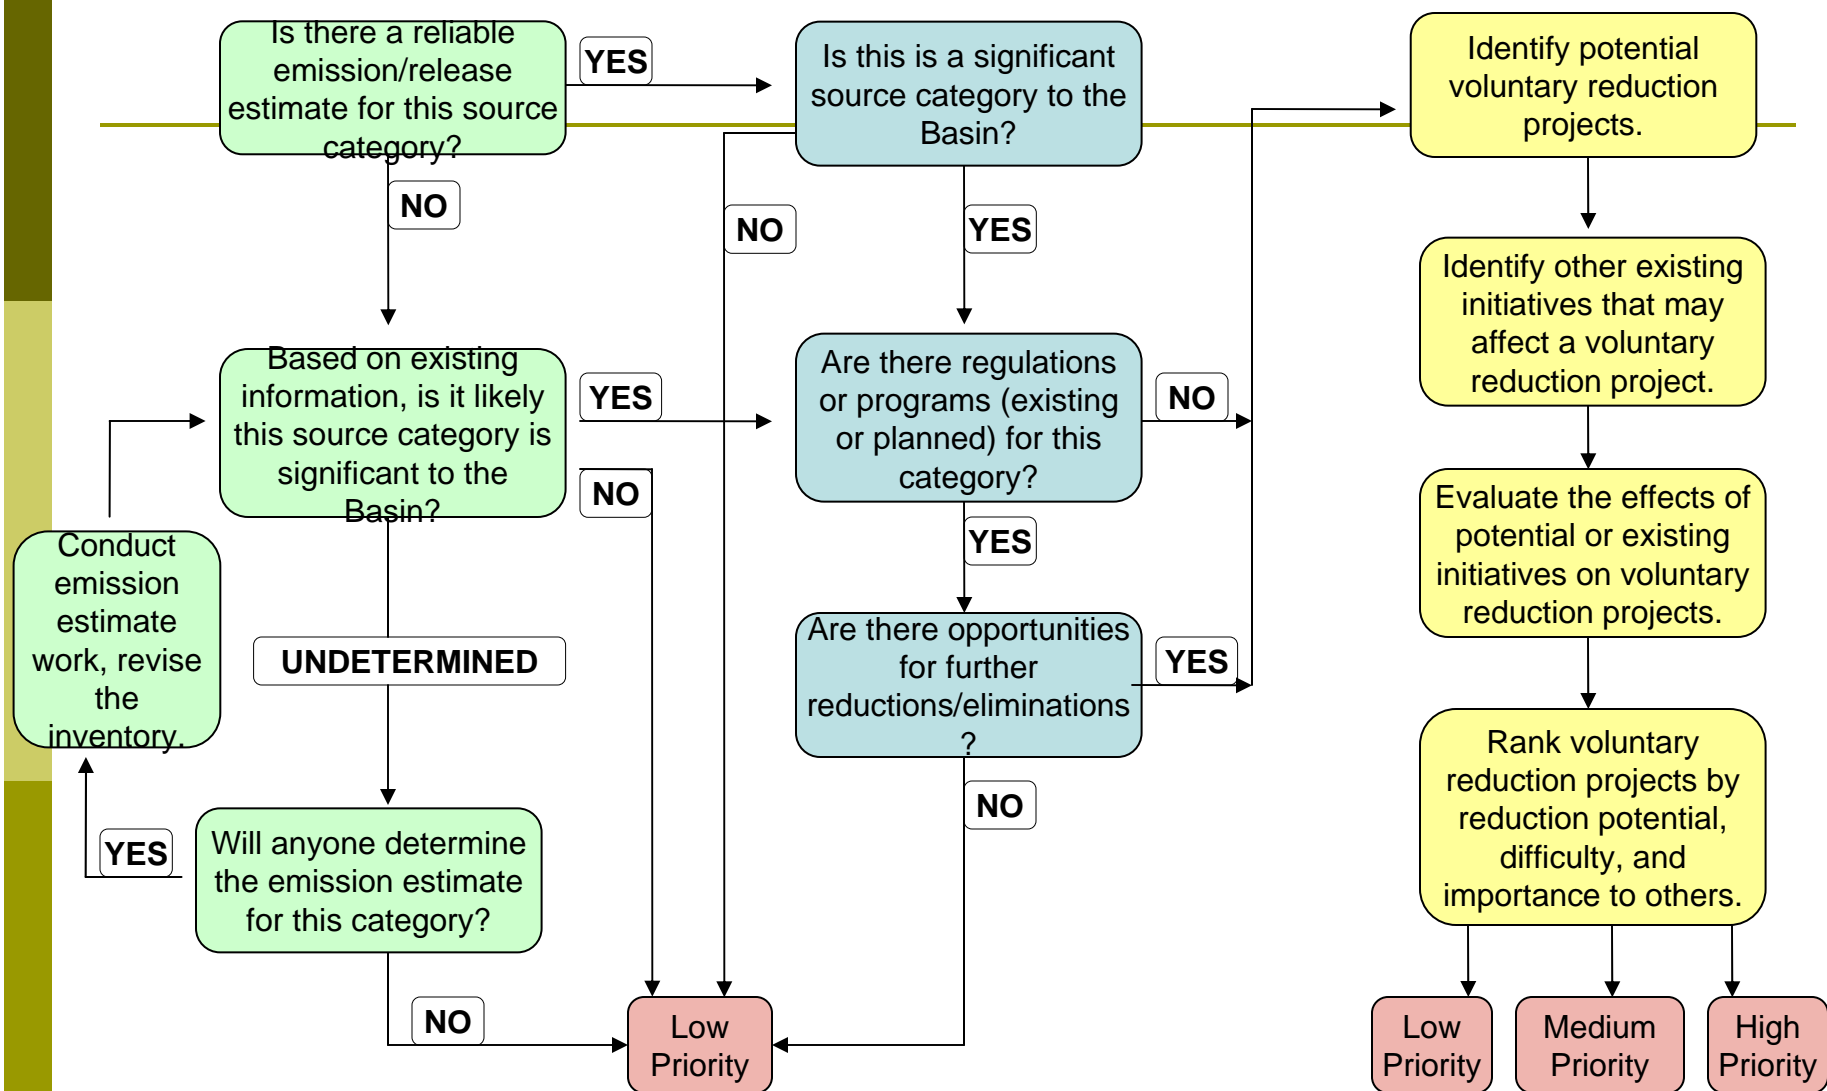 Is there a reliable
emission/release
estimate for this source
category?
YES
NO
Is this is a significant
source category to the
Basin?
NO
YES
Identify potential
voluntary reduction
projects.
Identify other existing
initiatives that may
affect a voluntary
reduction project.
Based on existing
information, is it likely
this source category is
significant to the
Basin?
YES
NO
Are there regulations
or programs (existing
or planned) for this
category?
NO
YES
Evaluate the effects of
potential or existing
initiatives on voluntary
reduction projects.
Conduct
emission
estimate
work, revise
the
inventory.
UNDETERMINED
Are there opportunities
for further
reductions/eliminations
?
YES
NO
Rank voluntary
reduction projects by
reduction potential,
difficulty, and
importance to others.
YES
Will anyone determine
the emission estimate
for this category?
NO
Low
Priority
Low
Priority
Medium
Priority
High
Priority